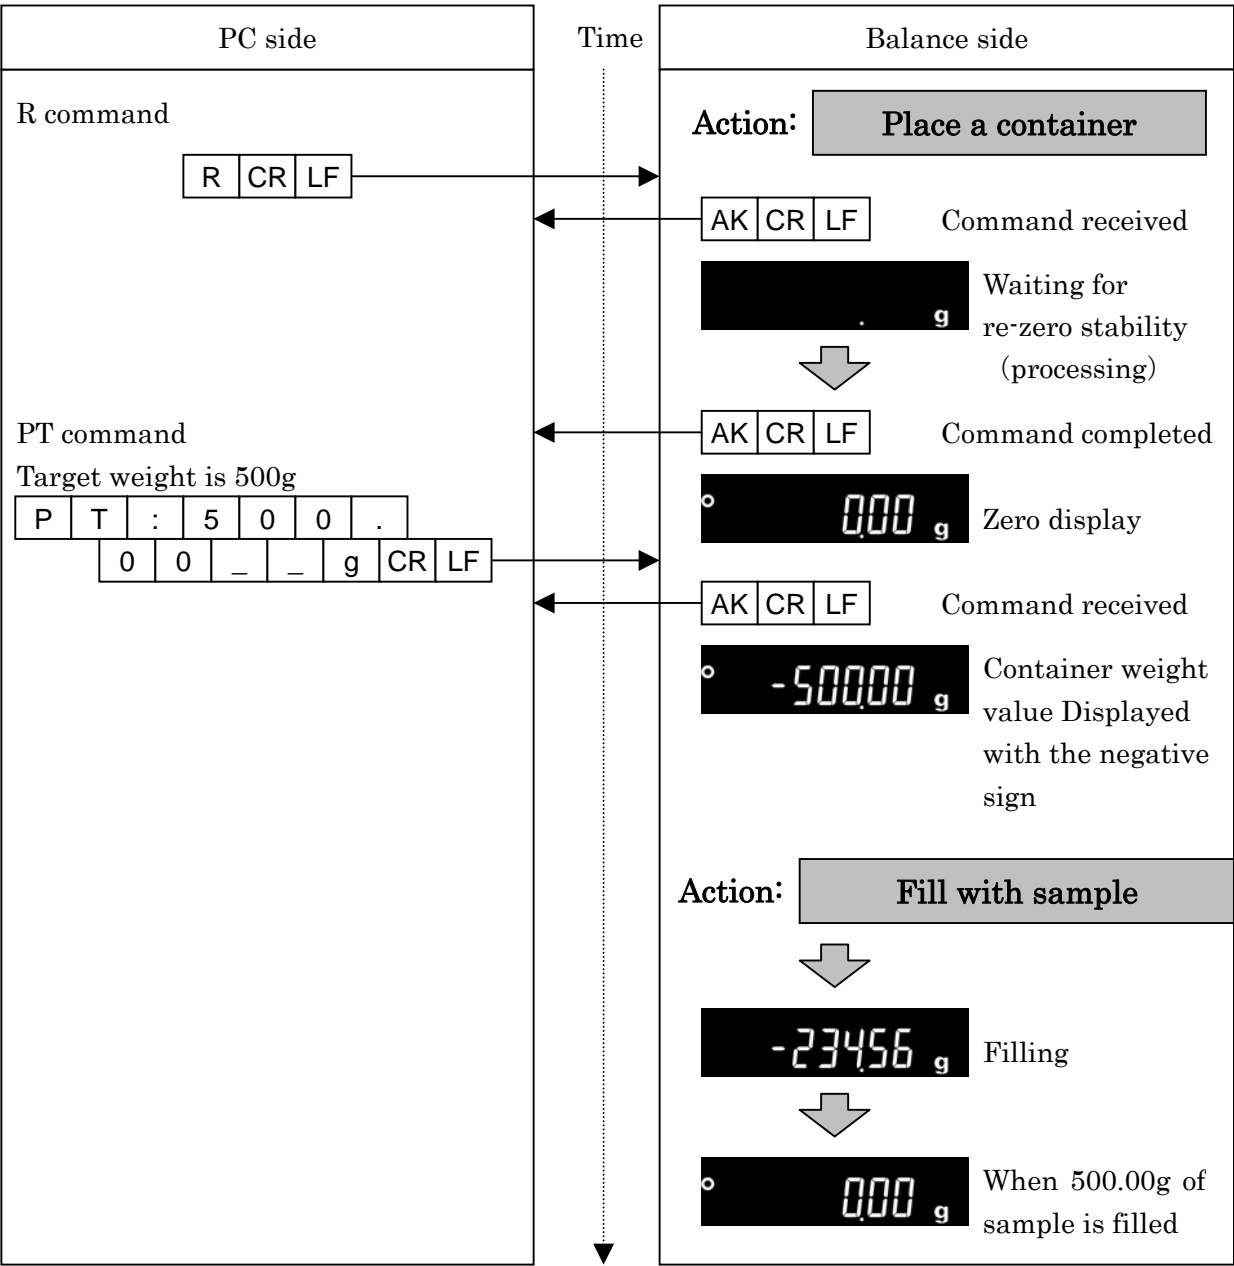 PC side
Time
Balance side
R command
Action:
Place a container
R CR LF
AK CR LF
Command received
. g
Waiting for
re-zero stability
(processing)
PT command
AK CR LF
Command completed
Target weight is 500g
P T : 5 0 0 .
0 0 _ _ g CR LF
0.00 g
Zero display
AK CR LF
Command received
-500.00 g
Container weight
value Displayed
with the negative
sign
Action:
Fill with sample
-234.56 g
Filling
0.00 g
When 500.00g of
sample is filled